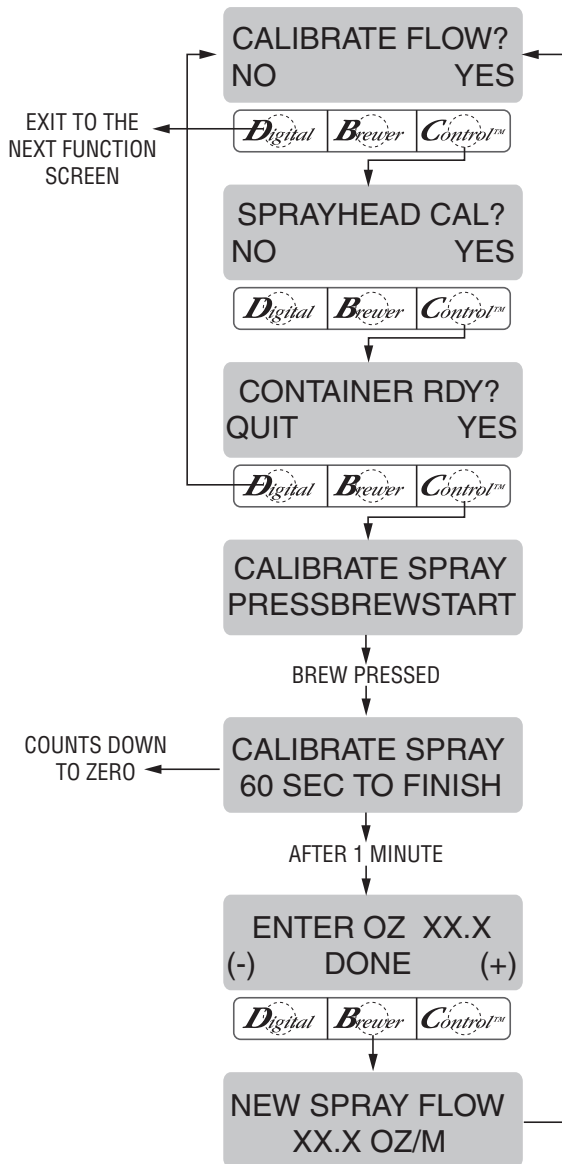 CALIBRATE FLOW?
NO YES
EXIT TO THE
NEXT FUNCTION
SCREEN
Digital Brewer Control™
SPRAYHEAD CAL?
NO YES
Digital Brewer Control™
CONTAINER RDY?
QUIT YES
Digital Brewer Control™
CALIBRATE SPRAY
PRESSBREWSTART
BREW PRESSED
COUNTS DOWN
TO ZERO
CALIBRATE SPRAY
60 SEC TO FINISH
AFTER 1 MINUTE
ENTER OZ XX.X
(-) DONE (+)
Digital Brewer Control™
NEW SPRAY FLOW
XX.X OZ/M